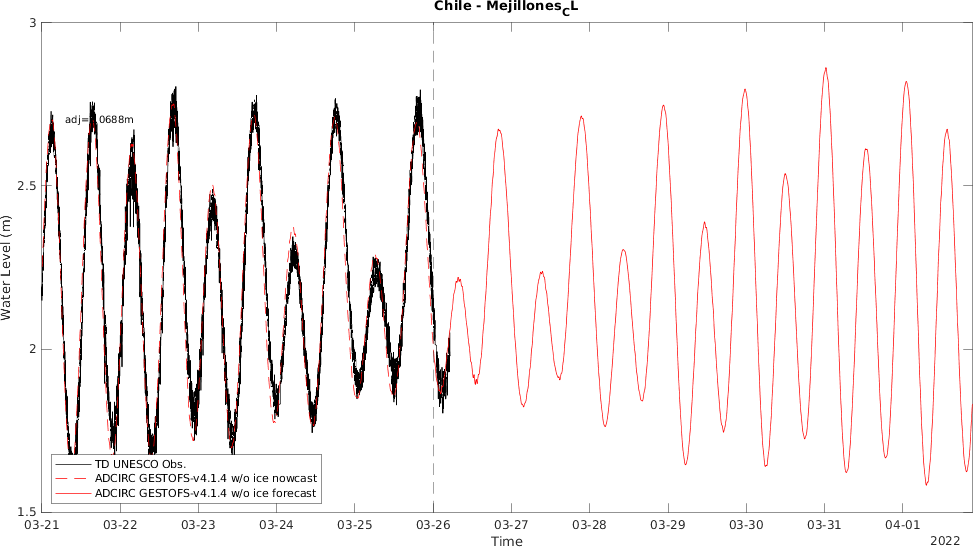 Chile - Mejillones_CL
3
2.5
2
1.5
Water Level (m)
adj= 0688m
TD UNESCO Obs.
ADCIRC GESTOFS-v4.1.4 w/o ice nowcast
ADCIRC GESTOFS-v4.1.4 w/o ice forecast
03-21 03-22 03-23 03-24 03-25 03-26 03-27 03-28 03-29 03-30 03-31 04-01
Time
2022